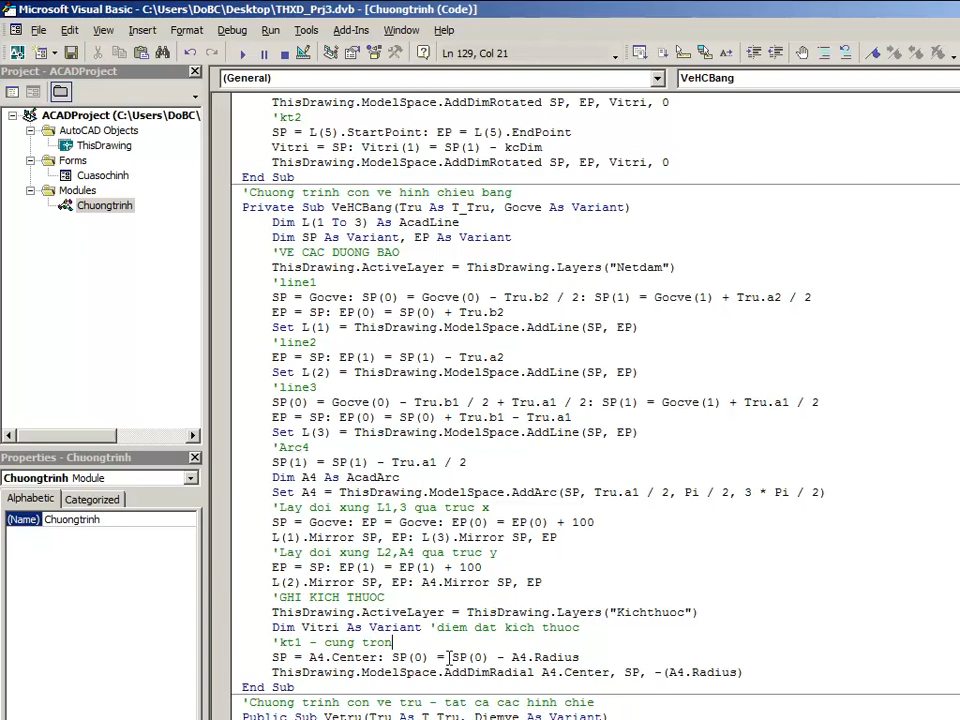 Microsoft Visual Basic - C:\Users\DoBC\Desktop\THXD_Prj3.dvb - [Chuongtrinh (Code)]
File Edit View Insert Format Debug Run Tools Add-Ins Window Help
Ln 129, Col 21
Project - ACADProject
ACADProject (C:\Users\DoBC\
AutoCAD Objects
ThisDrawing
Forms
Cuasochinh
Modules
Chuongtrinh
Properties - Chuongtrinh
Chuongtrinh Module
Alphabetic Categorized
(Name) Chuongtrinh
(General) VeHCBang
ThisDrawing.ModelSpace.AddDimRotated SP, EP, Vitri, 0
'kt2
SP = L(5).StartPoint: EP = L(5).EndPoint
Vitri = SP: Vitri(1) = SP(1) - kcDim
ThisDrawing.ModelSpace.AddDimRotated SP, EP, Vitri, 0
End Sub
'Chuong trinh con ve hinh chieu bang
Private Sub VeHCBang(Tru As T_Tru, Gocve As Variant)
Dim L(1 To 3) As AcadLine
Dim SP As Variant, EP As Variant
'VE CAC DUONG BAO
ThisDrawing.ActiveLayer = ThisDrawing.Layers("Netdam")
'line1
SP = Gocve: SP(0) = Gocve(0) - Tru.b2 / 2: SP(1) = Gocve(1) + Tru.a2 / 2
EP = SP: EP(0) = SP(0) + Tru.b2
Set L(1) = ThisDrawing.ModelSpace.AddLine(SP, EP)
'line2
EP = SP: EP(1) = SP(1) - Tru.a2
Set L(2) = ThisDrawing.ModelSpace.AddLine(SP, EP)
'line3
SP(0) = Gocve(0) - Tru.b1 / 2 + Tru.a1 / 2: SP(1) = Gocve(1) + Tru.a1 / 2
EP = SP: EP(0) = SP(0) + Tru.b1 - Tru.a1
Set L(3) = ThisDrawing.ModelSpace.AddLine(SP, EP)
'Arc4
SP(1) = SP(1) - Tru.a1 / 2
Dim A4 As AcadArc
Set A4 = ThisDrawing.ModelSpace.AddArc(SP, Tru.a1 / 2, Pi / 2, 3 * Pi / 2)
'Lay doi xung L1,3 qua truc x
SP = Gocve: EP = Gocve: EP(0) = EP(0) + 100
L(1).Mirror SP, EP: L(3).Mirror SP, EP
'Lay doi xung L2,A4 qua truc y
EP = SP: EP(1) = EP(1) + 100
L(2).Mirror SP, EP: A4.Mirror SP, EP
'GHI KICH THUOC
ThisDrawing.ActiveLayer = ThisDrawing.Layers("Kichthuoc")
Dim Vitri As Variant 'diem dat kich thuoc
'kt1 - cung tron
SP = A4.Center: SP(0) = SP(0) - A4.Radius
ThisDrawing.ModelSpace.AddDimRadial A4.Center, SP, -(A4.Radius)
End Sub
'Chuong trinh con ve tru - tat ca cac hinh chie
Public Sub Vetru(Tru As T_Tru, Diemve As Variant)